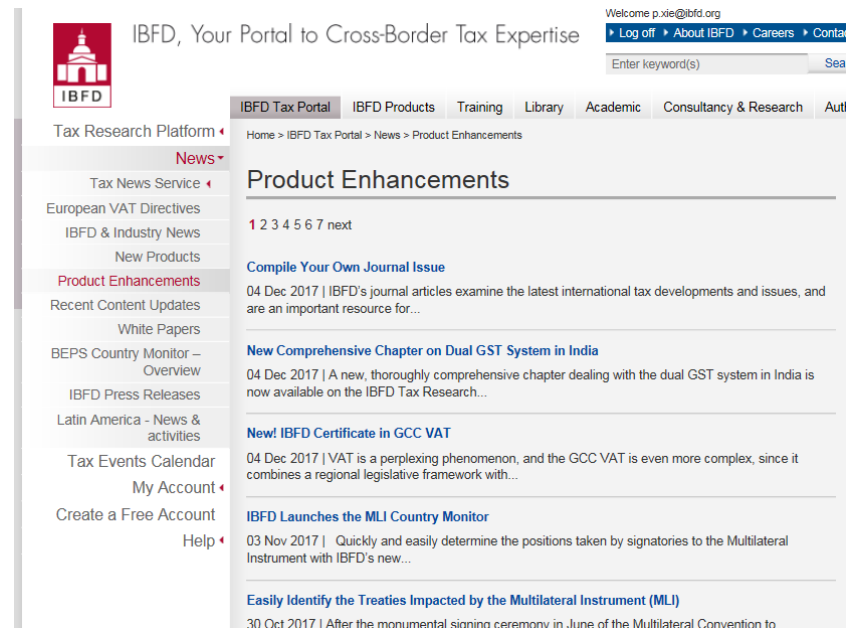 Welcome p.xie@ibfd.org
IBFD, Your Portal to Cross-Border Tax Expertise
Log off About IBFD Careers
Enter keyword(s)
IBFD
IBFD Tax Portal IBFD Products Training Library Academic Consultancy & Research
Home > IBFD Tax Portal > News > Product Enhancements
Tax Research Platform
News
Tax News Service
European VAT Directives
IBFD & Industry News
New Products
Product Enhancements
Recent Content Updates
White Papers
BEPS Country Monitor –
Overview
IBFD Press Releases
Latin America - News &
activities
Tax Events Calendar
My Account
Create a Free Account
Help
Product Enhancements
1 2 3 4 5 6 7 next
Compile Your Own Journal Issue
04 Dec 2017 | IBFD's journal articles examine the latest international tax developments and issues, and
are an important resource for...
New Comprehensive Chapter on Dual GST System in India
04 Dec 2017 | A new, thoroughly comprehensive chapter dealing with the dual GST system in India is
now available on the IBFD Tax Research...
New! IBFD Certificate in GCC VAT
04 Dec 2017 | VAT is a perplexing phenomenon, and the GCC VAT is even more complex, since it
combines a regional legislative framework with...
IBFD Launches the MLI Country Monitor
03 Nov 2017 | Quickly and easily determine the positions taken by signatories to the Multilateral
Instrument with IBFD's new...
Easily Identify the Treaties Impacted by the Multilateral Instrument (MLI)
30 Oct 2017 | After the monumental signing ceremony in June of the Multilateral Convention to